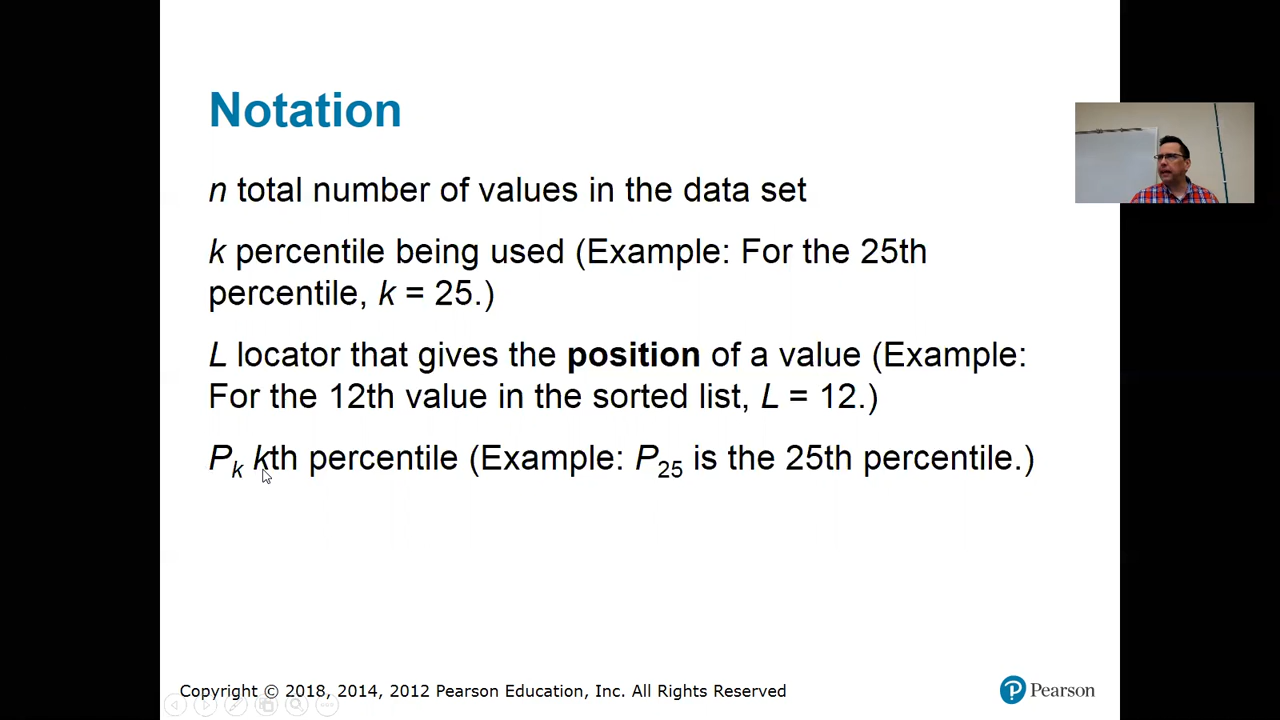 Notation
n total number of values in the data set
k percentile being used (Example: For the 25th
percentile, k = 25.)
L locator that gives the position of a value (Example:
For the 12th value in the sorted list, L = 12.)
Pk kth percentile (Example: P25 is the 25th percentile.)
Copyright © 2018, 2014, 2012 Pearson Education, Inc. All Rights Reserved
P Pearson